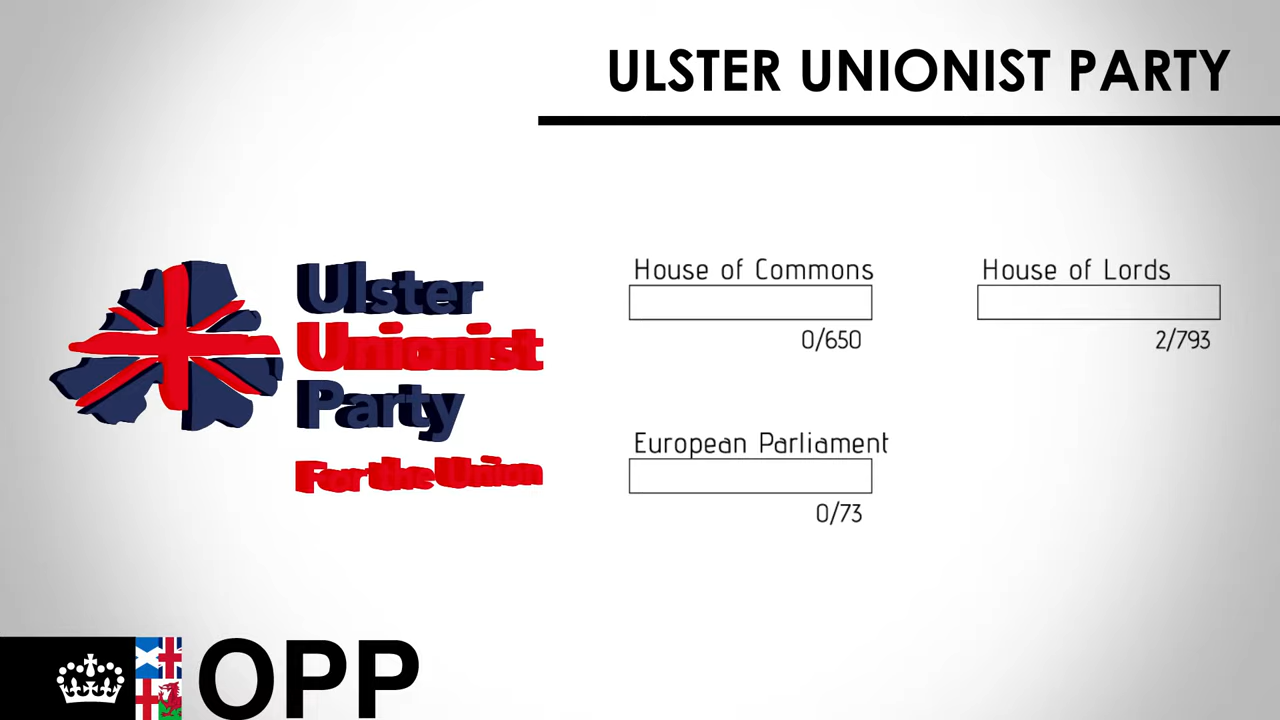 ULSTER UNIONIST PARTY
Ulster
Unionist
Party
For the Union
House of Commons
0/650
House of Lords
2/793
European Parliament
0/73
OPP